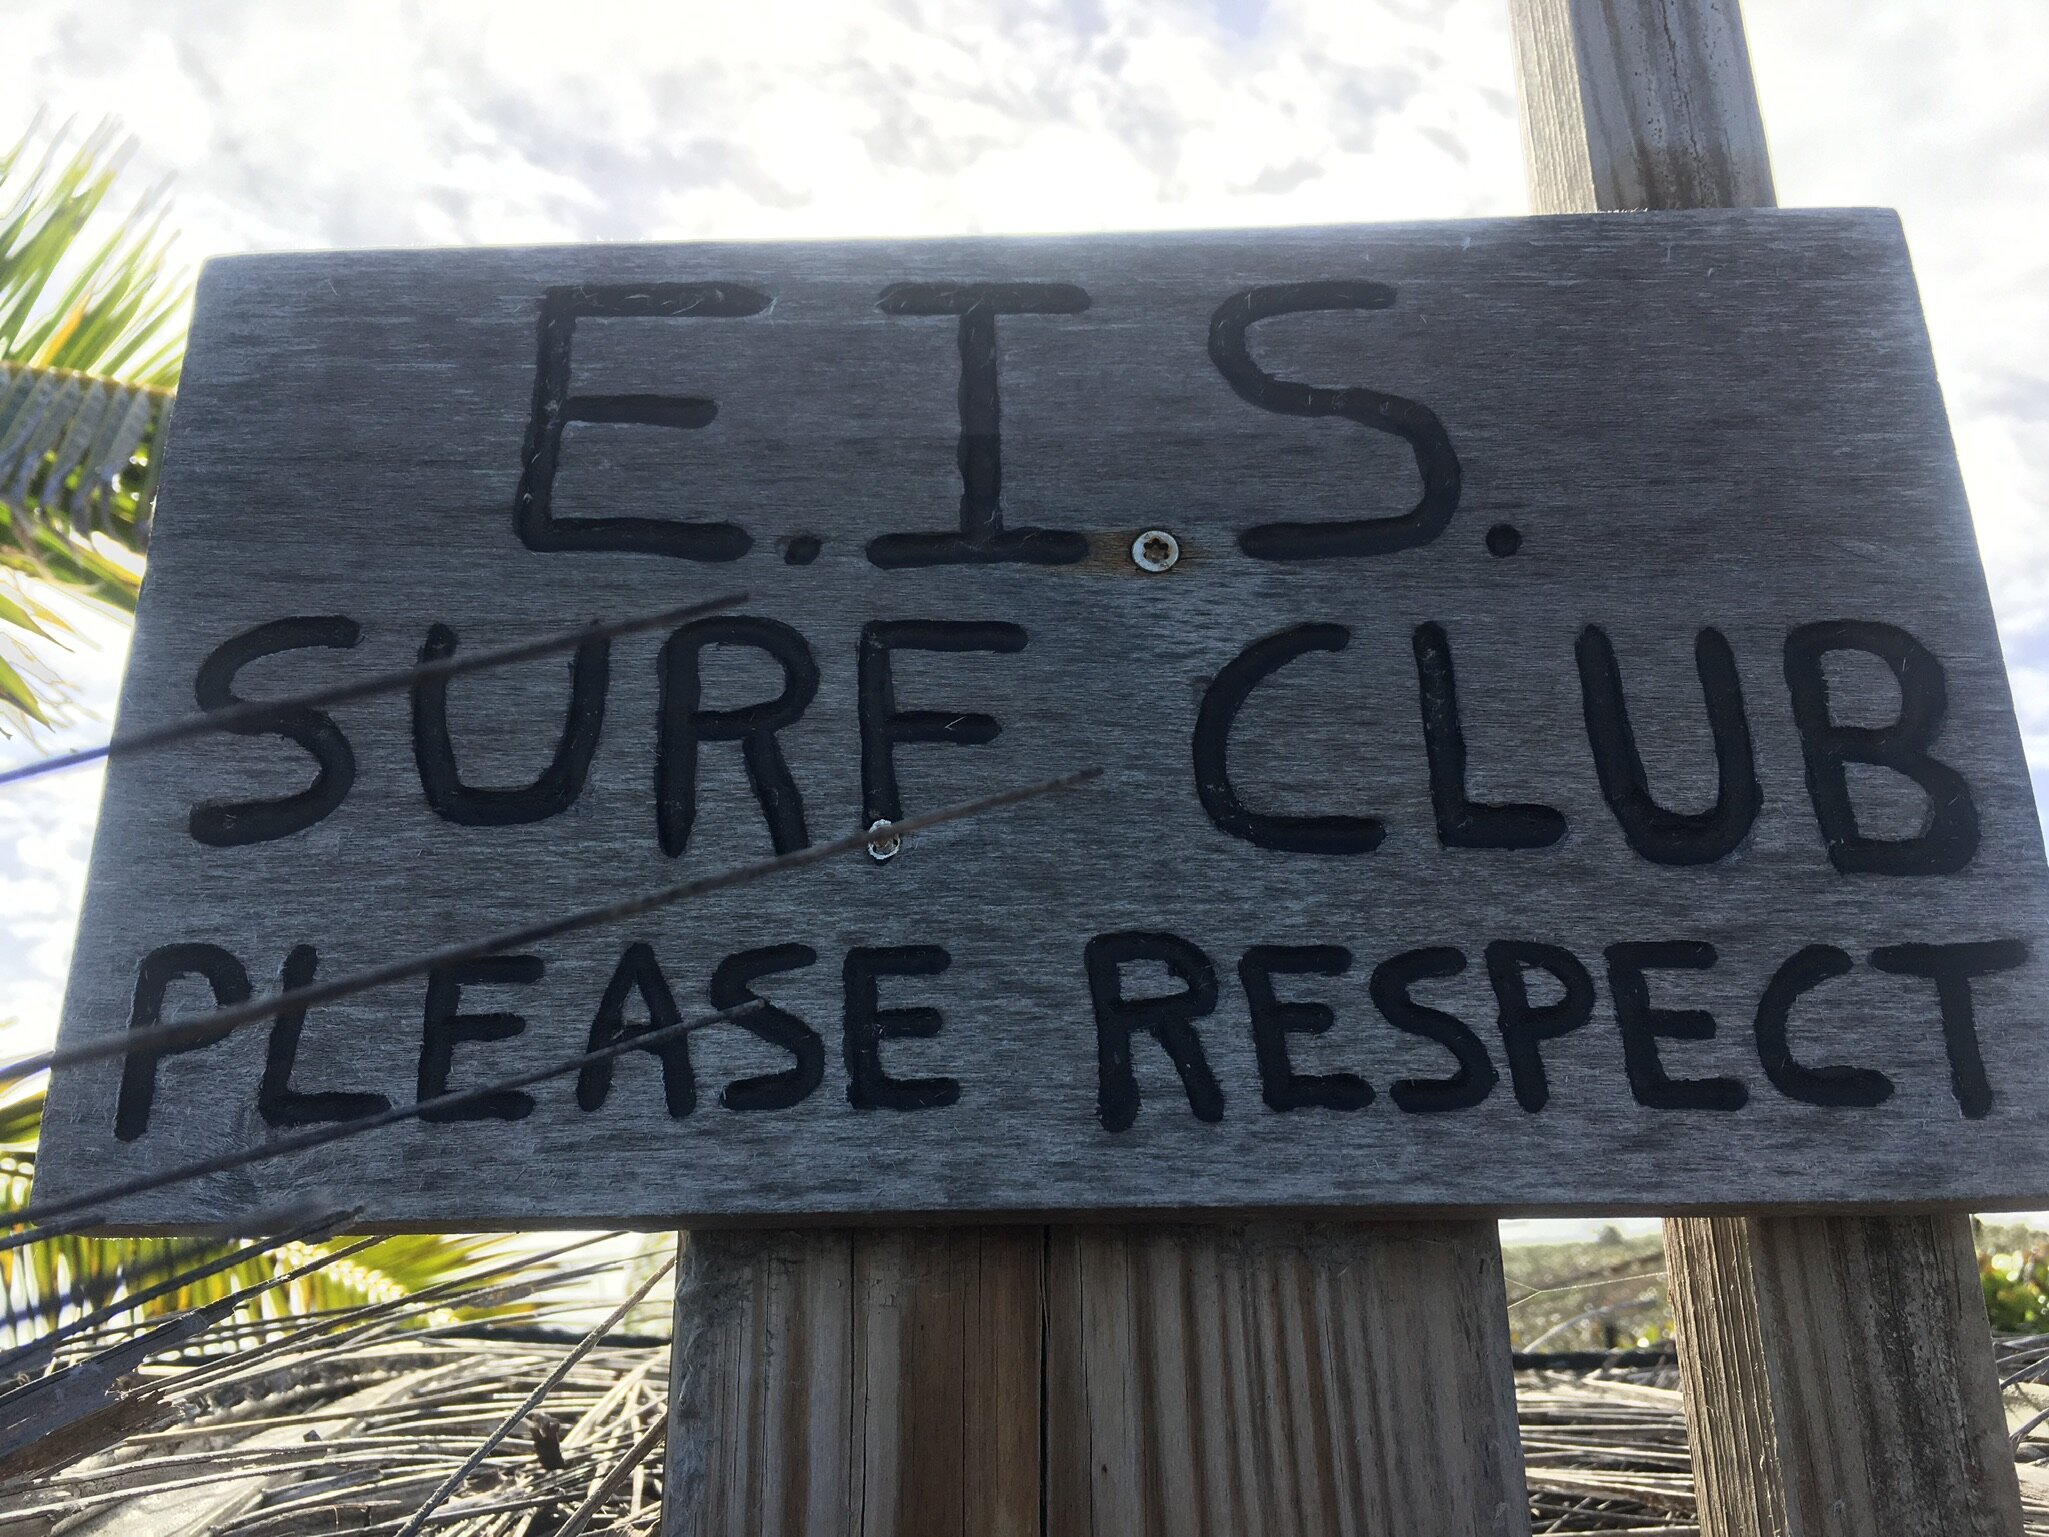 E.I.S.
SURF CLUB
PLEASE RESPECT